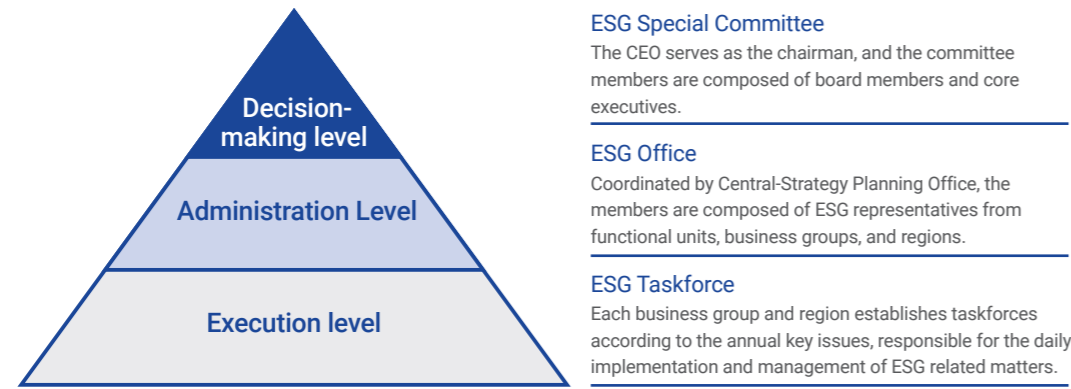 Decision-
making level
ESG Special Committee
The CEO serves as the chairman, and the committee
members are composed of board members and core
executives.
Administration Level
ESG Office
Coordinated by Central-Strategy Planning Office, the
members are composed of ESG representatives from
functional units, business groups, and regions.
Execution level
ESG Taskforce
Each business group and region establishes taskforces
according to the annual key issues, responsible for the daily
implementation and management of ESG related matters.